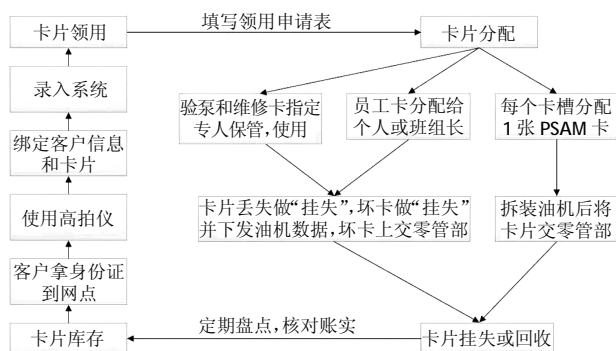 卡片领用
填写领用申请表
卡片分配
录入系统
验泵和维修卡指定
专人保管,使用
员工卡分配给
个人或班组长
每个卡槽分配
1 张 PSAM 卡
绑定客户信息
和卡片
使用高拍仪
卡片丢失做“挂失”,坏卡做“挂失”
并下发油机数据,坏卡上交零管部
拆装油机后将
卡片交零管部
客户拿身份证
到网点
卡片库存
定期盘点,核对账实
卡片挂失或回收